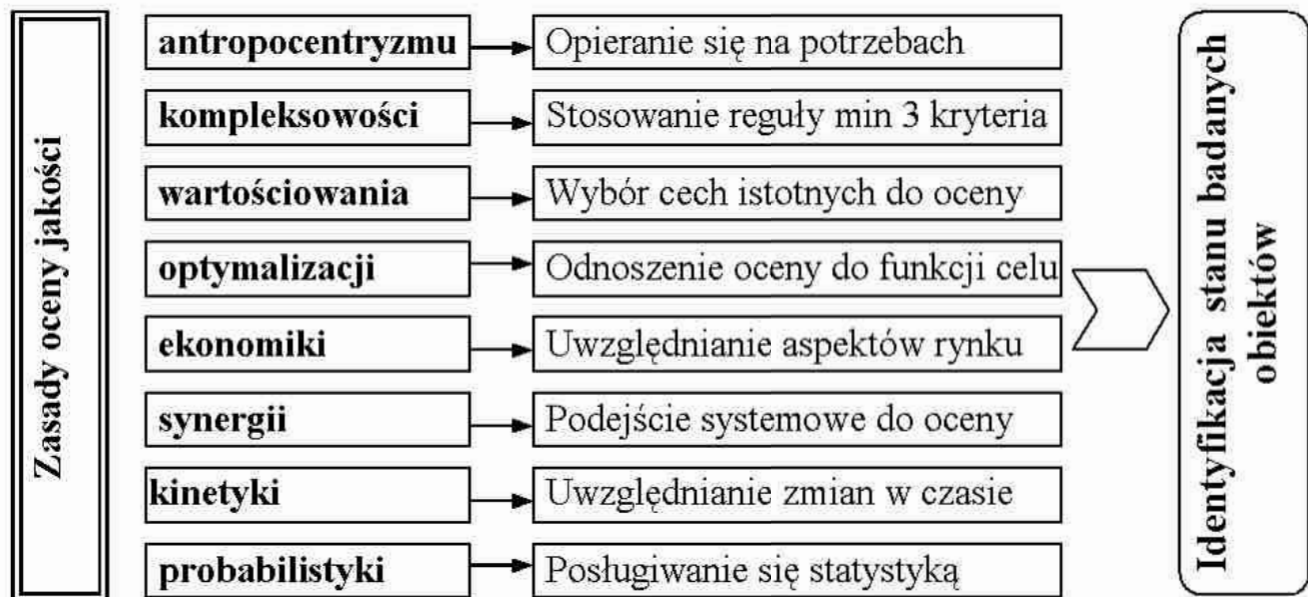 Zasady oceny jakości
antropocentryzmu
Opieranie się na potrzebach
kompleksowości
Stosowanie reguły min 3 kryteria
wartościowania
Wybór cech istotnych do oceny
optymalizacji
Odnoszenie oceny do funkcji celu
ekonomiki
Uwzględnianie aspektów rynku
synergii
Podejście systemowe do oceny
kinetyki
Uwzględnianie zmian w czasie
probabilistyki
Posługiwanie się statystyką
Identyfikacja stanu badanych
obiektów